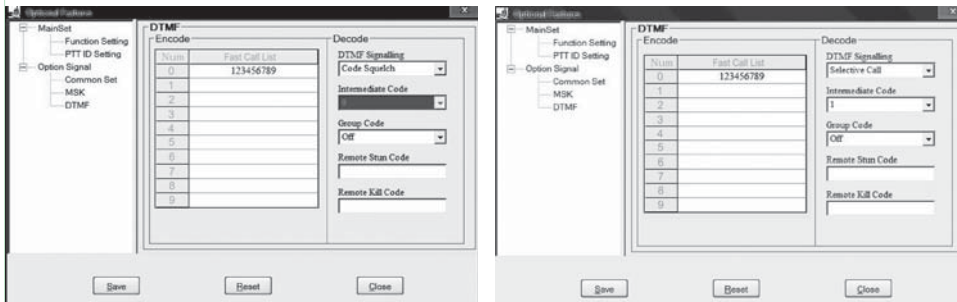 Optional Features
x
MainSet
Function Setting
PTT ID Setting
Option Signal
Common Set
MSK
DTMF
DTMF
Encode
Num Fast Call List
0 123456789
1
2
3
4
5
6
7
8
9
Decode
DTMF Signalling
Code Squelch
Intermediate Code
Group Code
Off
Remote Stun Code
Remote Kill Code
Save Reset Close
Optional Features
x
MainSet
Function Setting
PTT ID Setting
Option Signal
Common Set
MSK
DTMF
DTMF
Encode
Num Fast Call List
0 123456789
1
2
3
4
5
6
7
8
9
Decode
DTMF Signalling
Selective Call
Intermediate Code
1
Group Code
Off
Remote Stun Code
Remote Kill Code
Save Reset Close